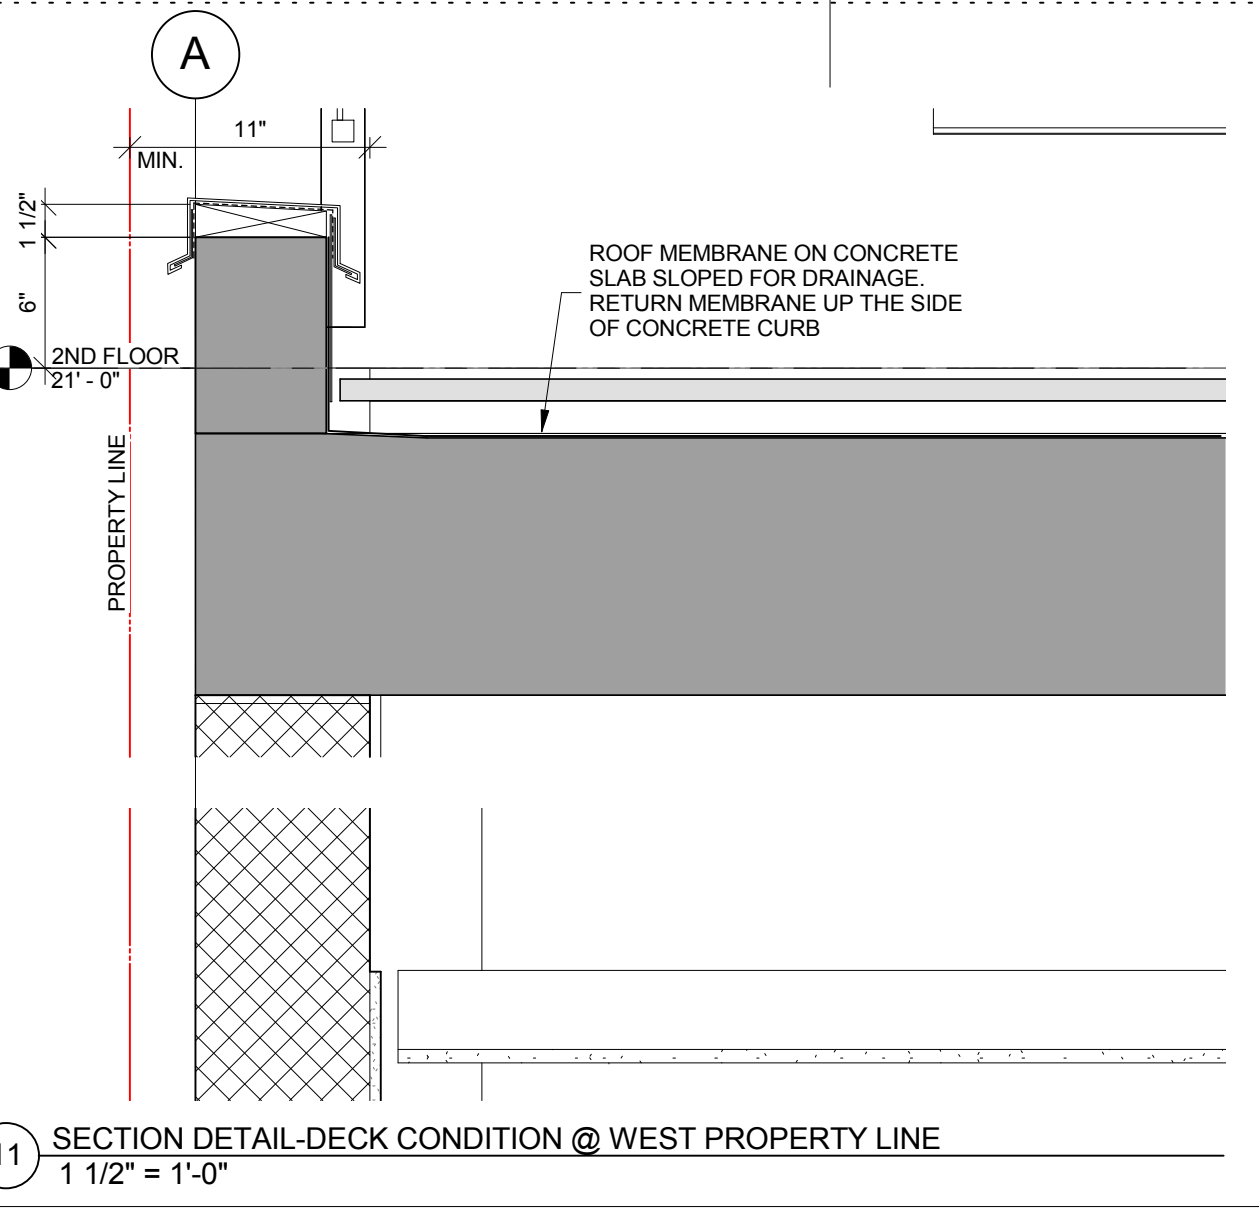 A
11"
MIN.
1 1/2"
6"
ROOF MEMBRANE ON CONCRETE
SLAB SLOPED FOR DRAINAGE.
RETURN MEMBRANE UP THE SIDE
OF CONCRETE CURB
2ND FLOOR
21' - 0"
PROPERTY LINE
11
SECTION DETAIL-DECK CONDITION @ WEST PROPERTY LINE
1 1/2" = 1'-0"